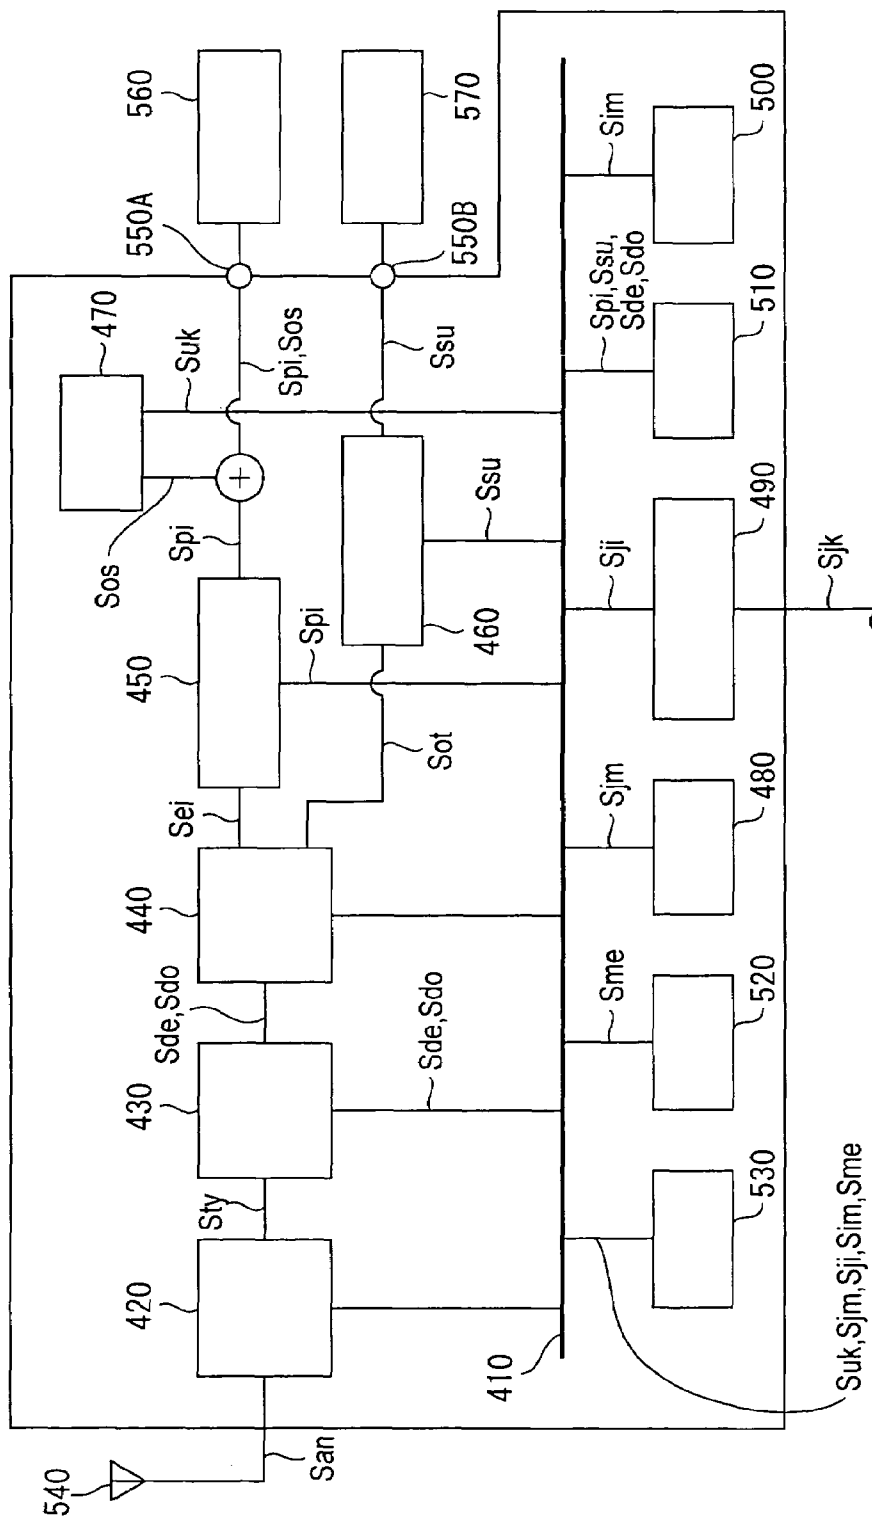 540
San
420
Sty
430
Sde,Sdo
440
Sei
450
Spi
Sos
470
Suk
Spi,Sos
550A
560
Sot
460
Ssu
550B
570
Sde,Sdo
Spi
Ssu
410
Suk,Sjm,Sji,Sim,Sme
530
Sme
520
Sjm
480
Sji
490
Sjk
Spi,Ssu,
Sde,Sdo
510
Sim
500